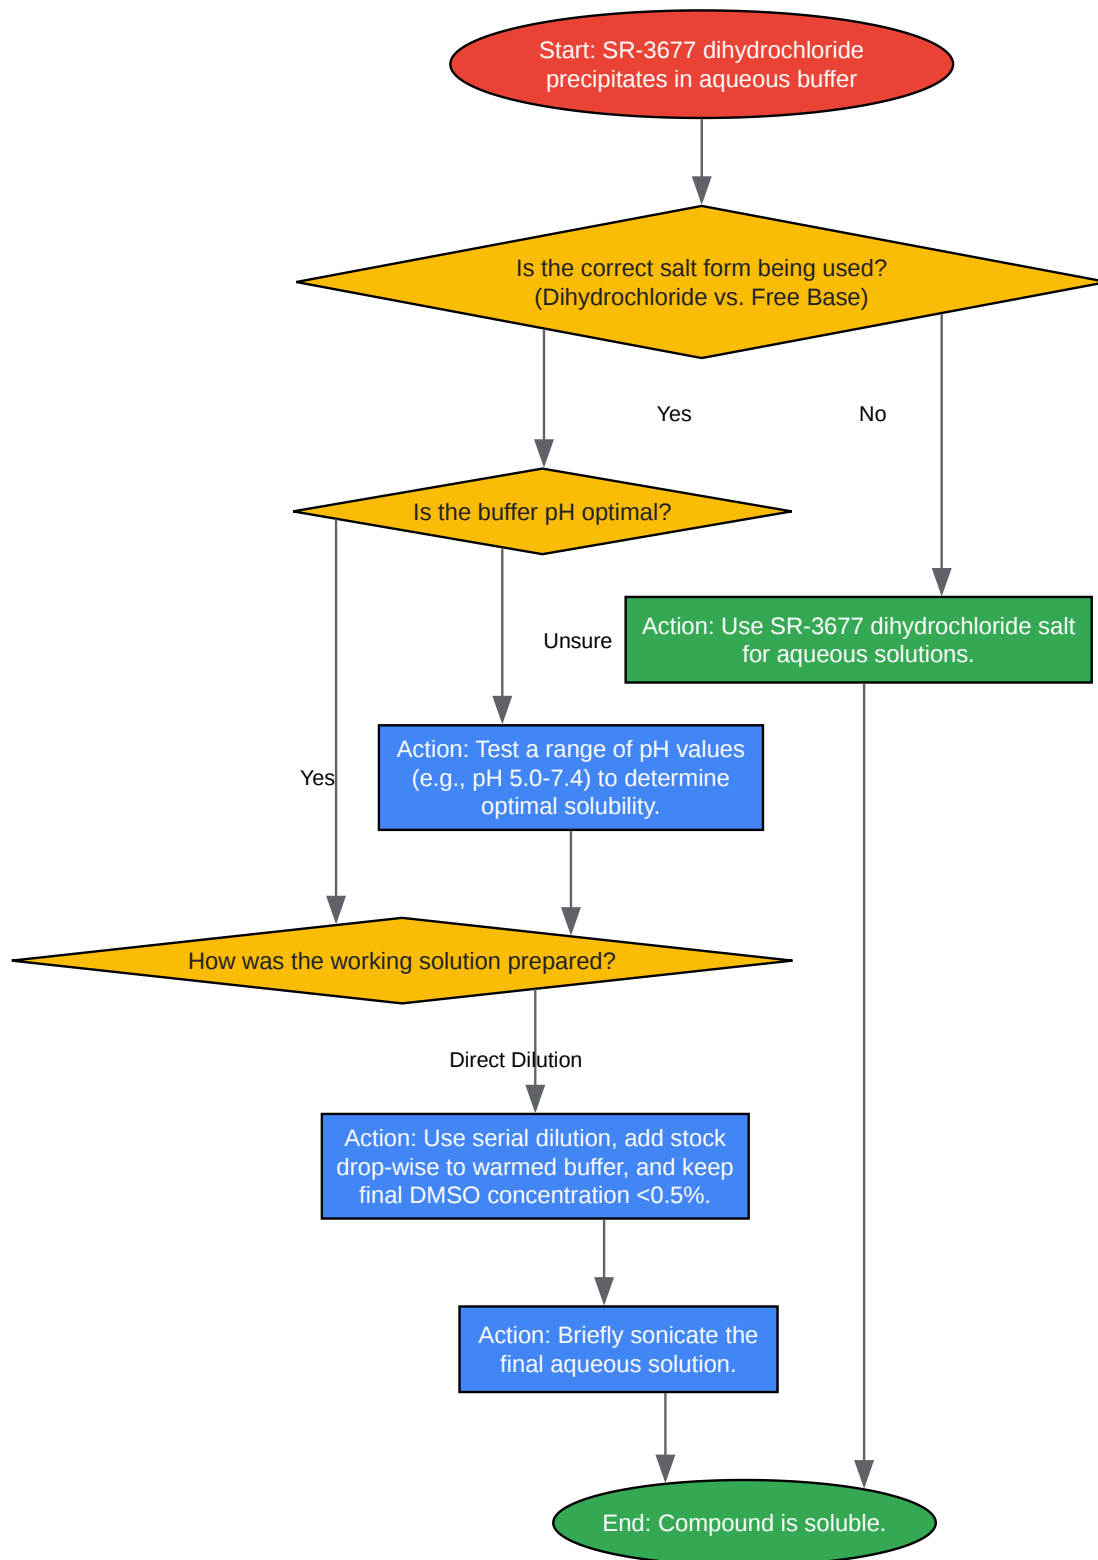 Start: SR-3677 dihydrochloride
precipitates in aqueous buffer
Is the correct salt form being used?
(Dihydrochloride vs. Free Base)
Yes
No
Is the buffer pH optimal?
Unsure
Action: Use SR-3677 dihydrochloride salt
for aqueous solutions.
Action: Test a range of pH values
(e.g., pH 5.0-7.4) to determine
optimal solubility.
Yes
How was the working solution prepared?
Direct Dilution
Action: Use serial dilution, add stock
drop-wise to warmed buffer, and keep
final DMSO concentration <0.5%.
Action: Briefly sonicate the
final aqueous solution.
End: Compound is soluble.